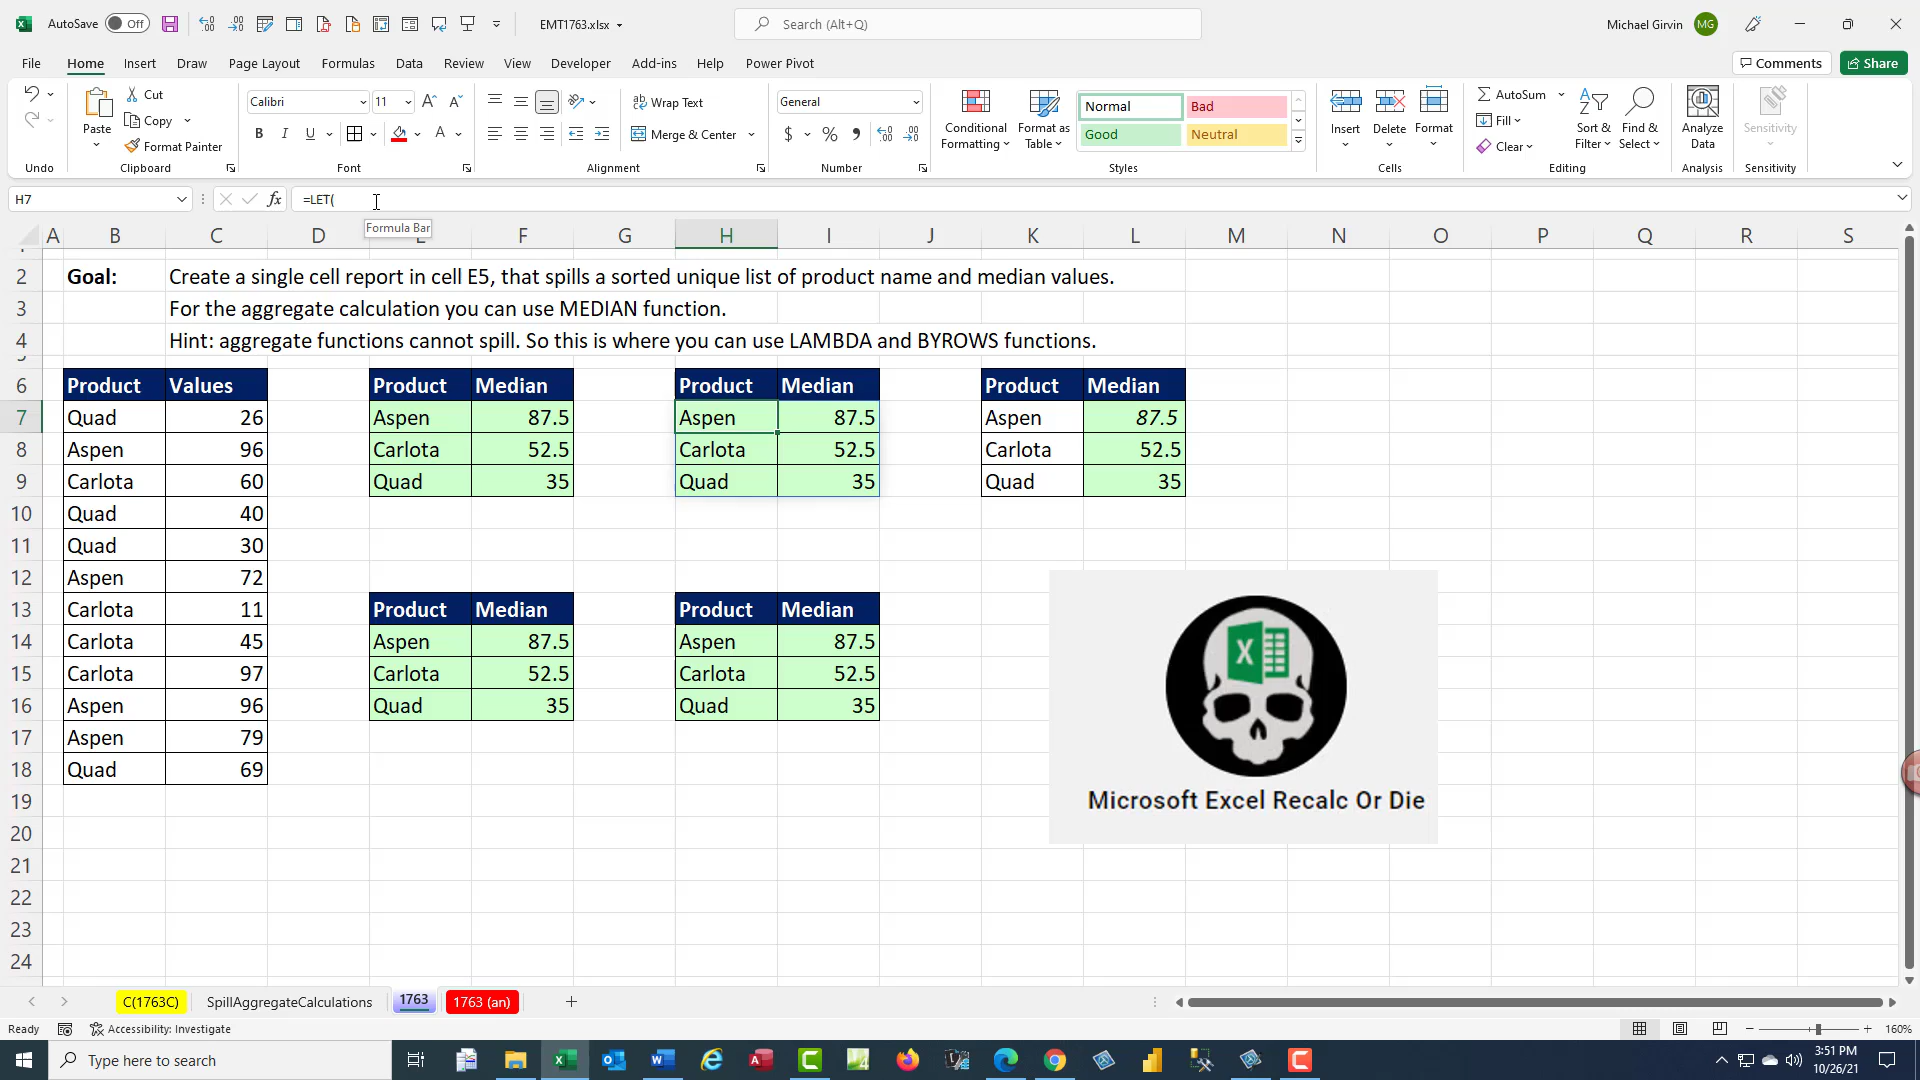 AutoSave Off EMT1763.xlsx Search (Alt+Q) Michael Girvin MG
File Home Insert Draw Page Layout Formulas Data Review View Developer Add-ins Help Power Pivot Comments Share
Paste Cut Copy Format Painter
Calibri 11 B I U A
Wrap Text Merge & Center
General $ % 9
Conditional Formatting Format as Table
Normal Bad Good Neutral
Insert Delete Format
AutoSum Fill Clear Sort & Filter Find & Select
Analyze Data Sensitivity
Undo Clipboard Font Alignment Number Styles Cells Editing Analysis Sensitivity
H7 fx =LET(
Formula Bar
A B C D E F G H I J K L M N O P Q R S
2 Goal: Create a single cell report in cell E5, that spills a sorted unique list of product name and median values.
3 For the aggregate calculation you can use MEDIAN function.
4 Hint: aggregate functions cannot spill. So this is where you can use LAMBDA and BYROWS functions.
6 Product Values Product Median Product Median Product Median
7 Quad 26 Aspen 87.5 Aspen 87.5 Aspen 87.5
8 Aspen 96 Carlota 52.5 Carlota 52.5 Carlota 52.5
9 Carlota 60 Quad 35 Quad 35 Quad 35
10 Quad 40
11 Quad 30
12 Aspen 72
13 Carlota 11 Product Median Product Median
14 Carlota 45 Aspen 87.5 Aspen 87.5
15 Carlota 97 Carlota 52.5 Carlota 52.5
16 Aspen 96 Quad 35 Quad 35
17 Aspen 79
18 Quad 69
19
20
21
22
23
24
X
Microsoft Excel Recalc Or Die
C(1763C) SpillAggregateCalculations 1763 1763 (an)
Ready Accessibility: Investigate 160%
Type here to search 3:51 PM
10/26/21